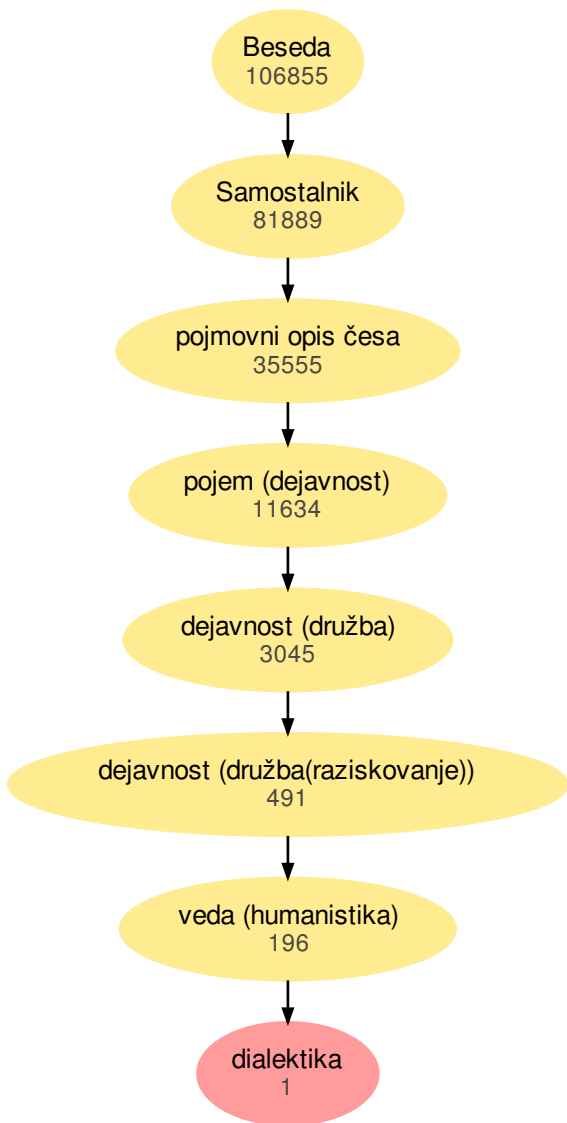 Beseda
106855
Samostalnik
81889
pojmovni opis česa
35555
pojem (dejavnost)
11634
dejavnost (družba)
3045
dejavnost (družba(raziskovanje))
491
veda (humanistika)
196
dialektika
1